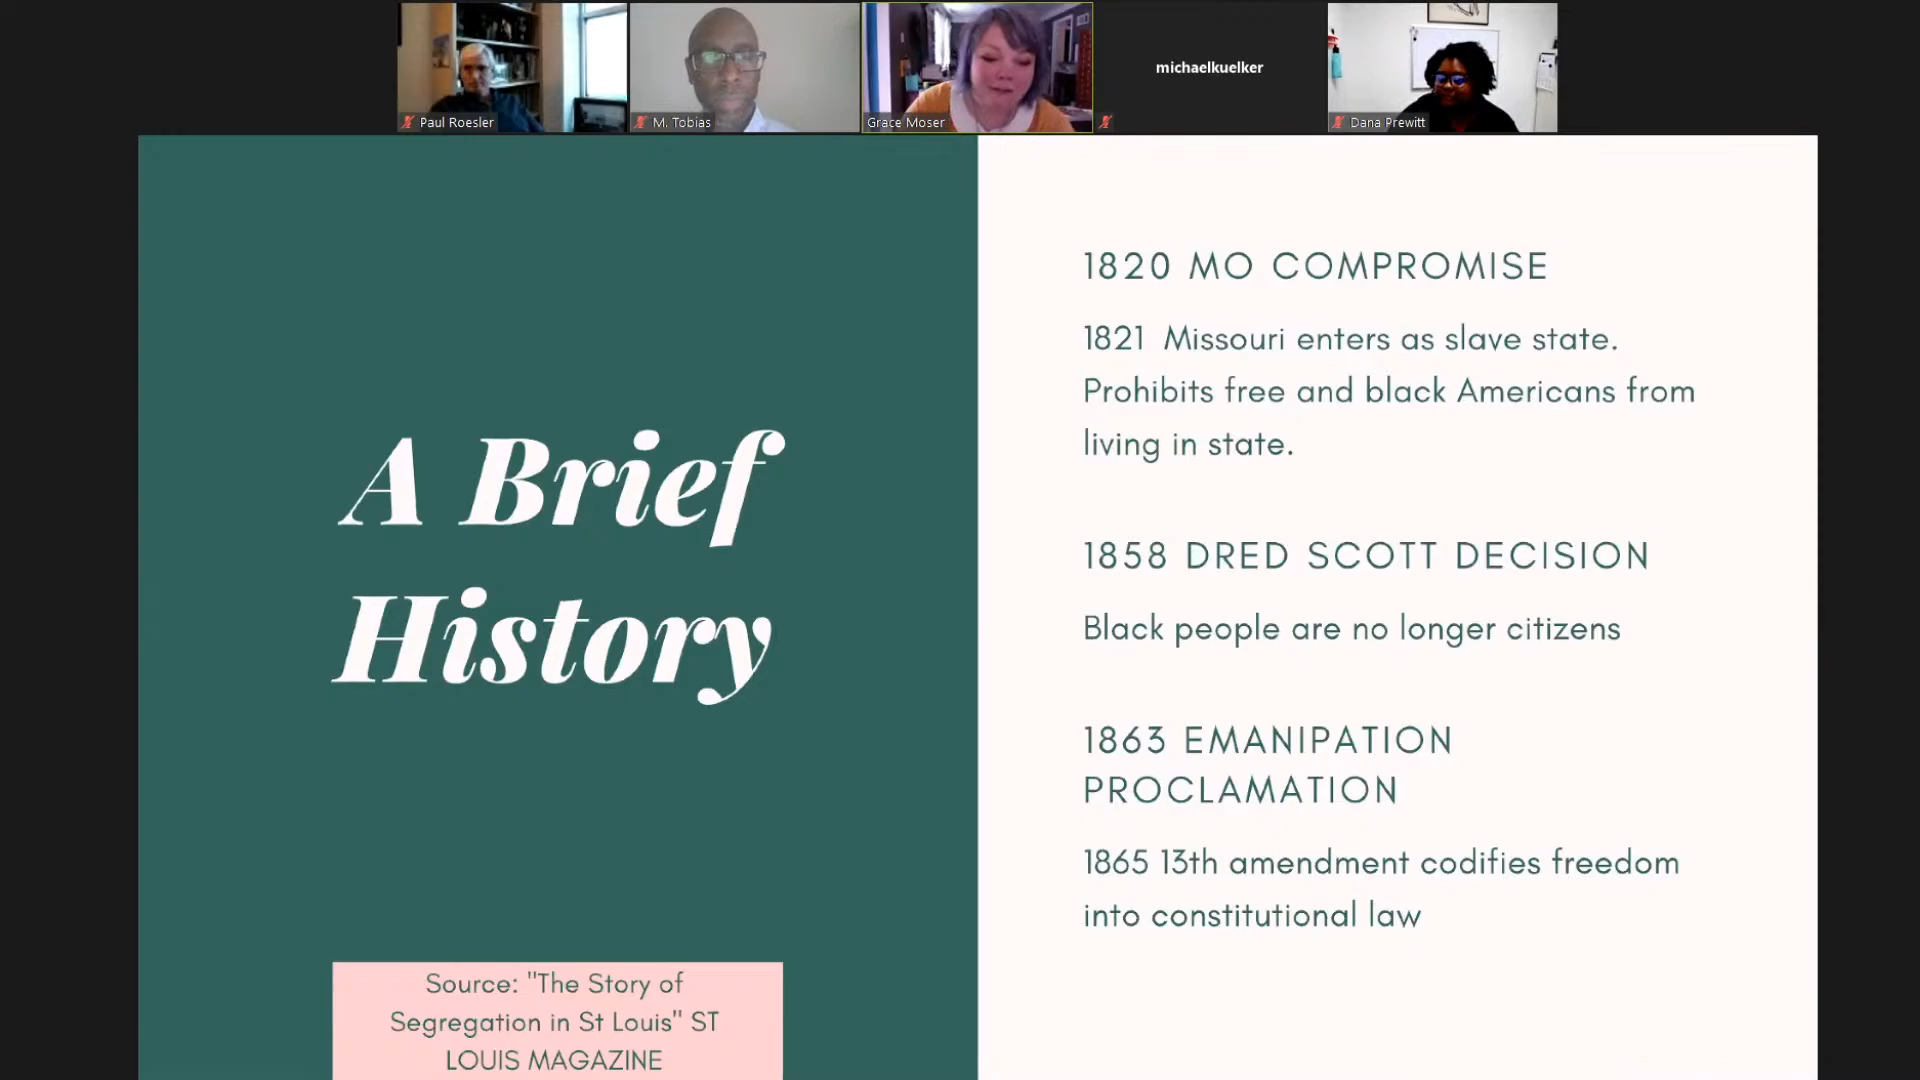 Paul Roesler
M. Tobias
Grace Moser
michaelkuelker
Dana Prewitt
A Brief
History
Source: "The Story of
Segregation in St Louis" ST
LOUIS MAGAZINE
1820 MO COMPROMISE
1821 Missouri enters as slave state.
Prohibits free and black Americans from
living in state.
1858 DRED SCOTT DECISION
Black people are no longer citizens
1863 EMANIPATION
PROCLAMATION
1865 13th amendment codifies freedom
into constitutional law